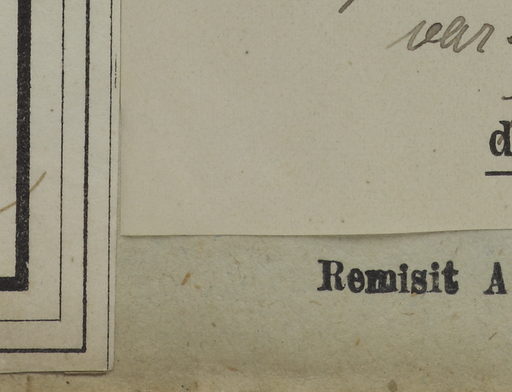 var.
d
Remisit A